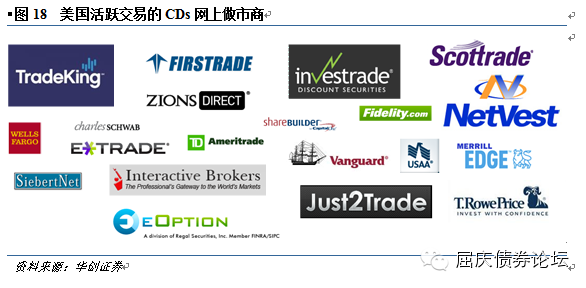 图 18 美国活跃交易的 CDs 网上做市商
TradeKing™
FIRSTRADE
investrade®
DISCOUNT SECURITIES
Scottrade®
ZIONS DIRECT®
NetVest
WELLS
FARGO
charles SCHWAB
E*TRADE®
TD Ameritrade
shareBuilder
Fidelity.com
Vanguard®
USAA®
MERRILL
EDGE
SiebertNet
Interactive Brokers
The Professional's Gateway to the World's Markets
Just2Trade
T.RowePrice
INVEST WITH CONFIDENCE
eOPTION
A division of Regal Securities, Inc. Member FINRA/SIPC
资料来源：华创证券
屈庆债券论坛